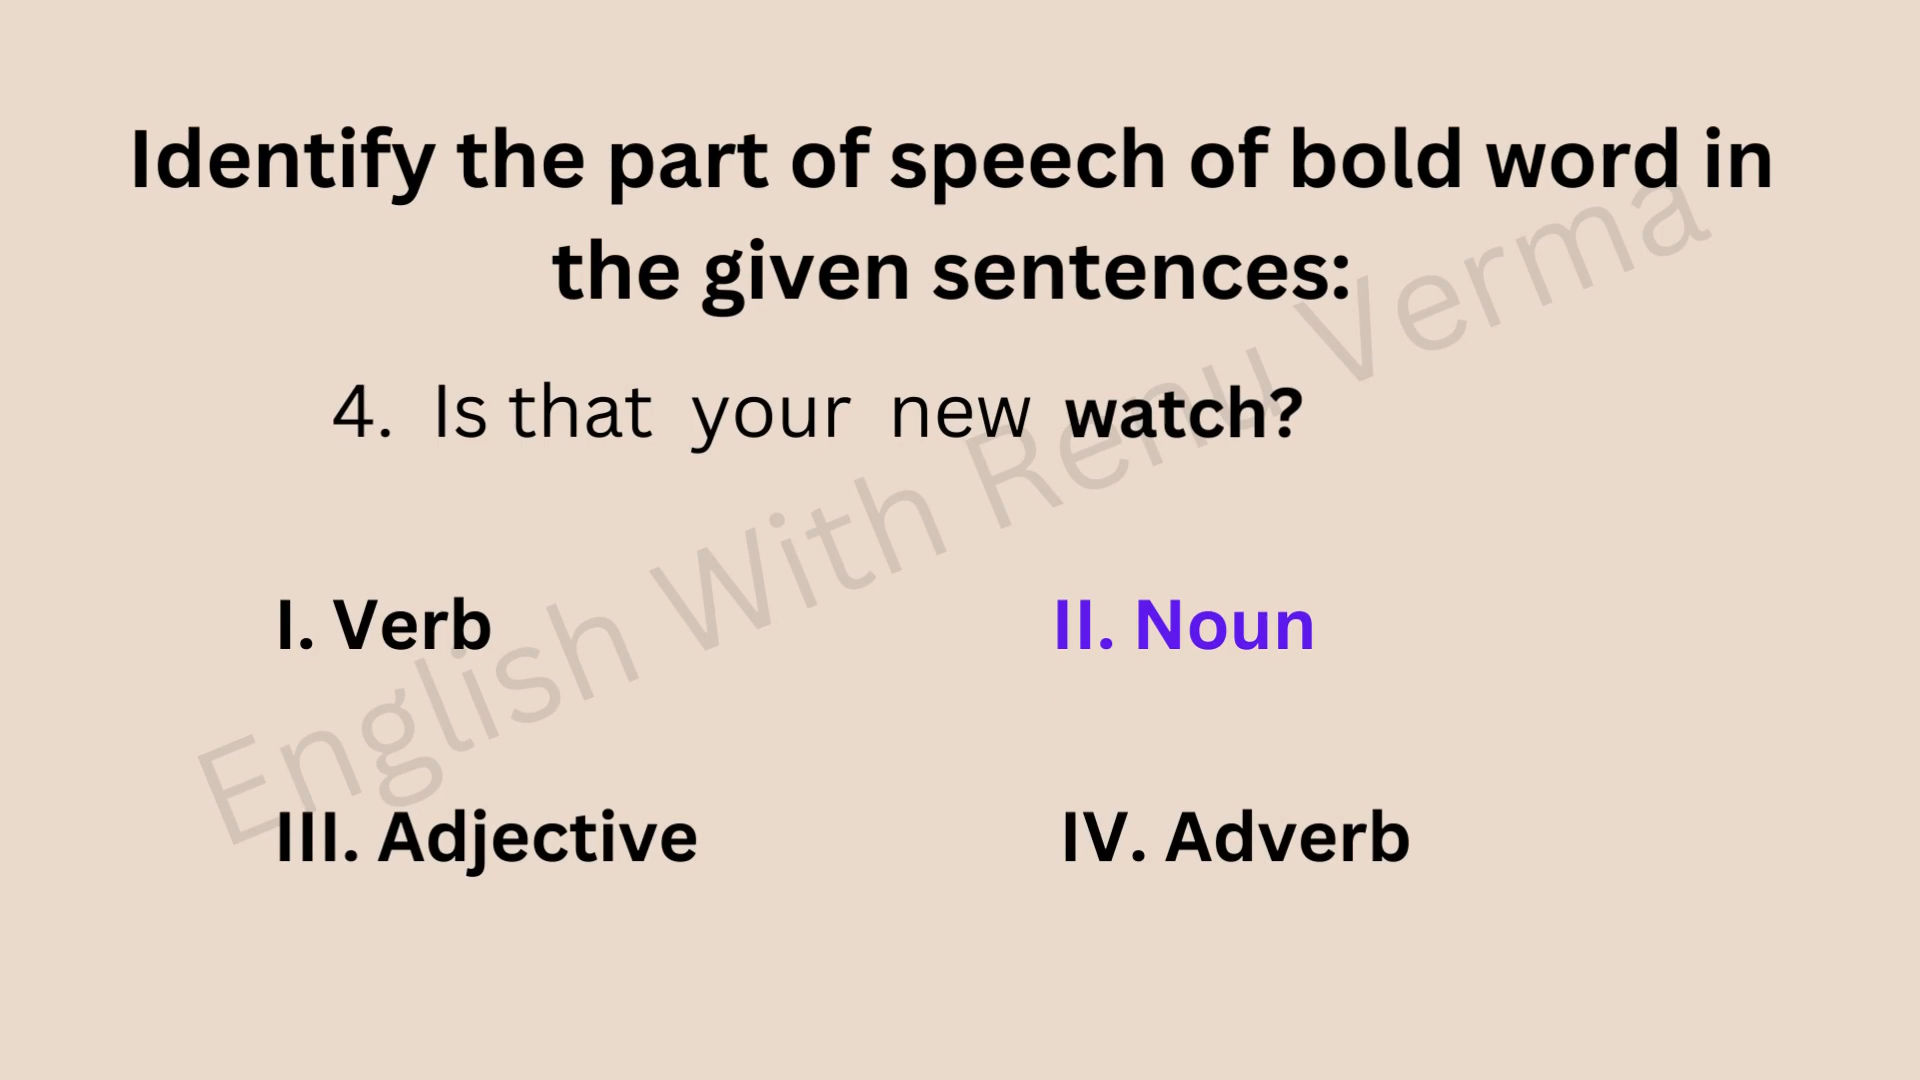 Identify the part of speech of bold word in
the given sentences:
4. Is that your new watch?
I. Verb
II. Noun
III. Adjective
IV. Adverb
English With Renu Verma